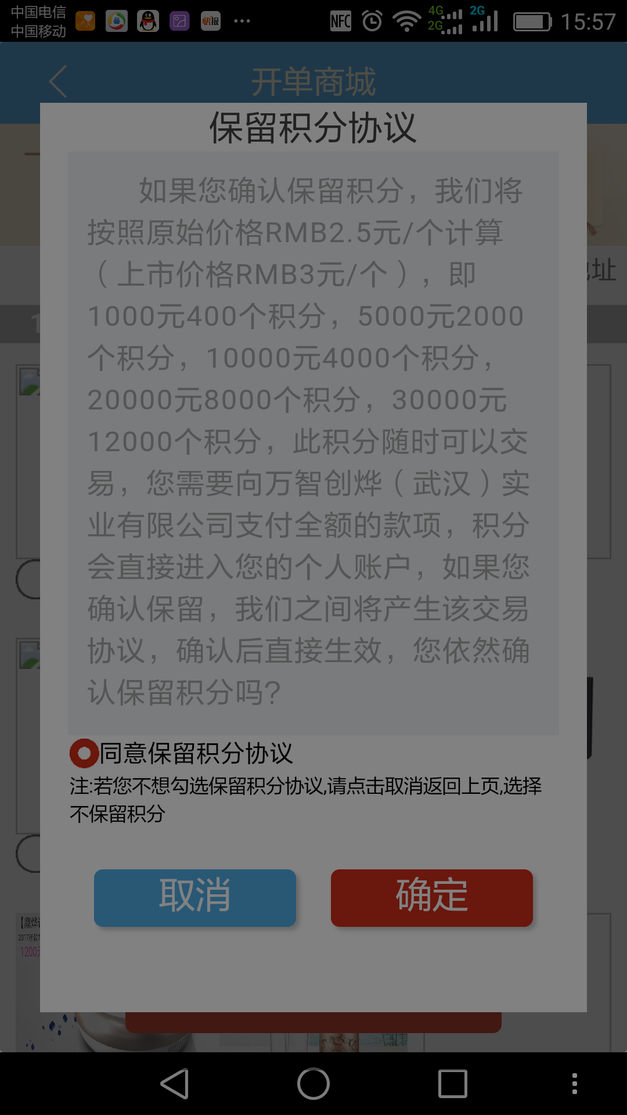 中国电信
中国移动
NFC
4G
2G
2G
15:57
开单商城
保留积分协议
如果您确认保留积分，我们将
按照原始价格RMB2.5元/个计算
（上市价格RMB3元/个），即
1000元400个积分，5000元2000
个积分，10000元4000个积分，
20000元8000个积分，30000元
12000个积分，此积分随时可以交
易，您需要向万智创烨（武汉）实
业有限公司支付全额的款项，积分
会直接进入您的个人账户，如果您
确认保留，我们之间将产生该交易
协议，确认后直接生效，您依然确
认保留积分吗?
同意保留积分协议
注:若您不想勾选保留积分协议,请点击取消返回上页,选择
不保留积分
取消
确定